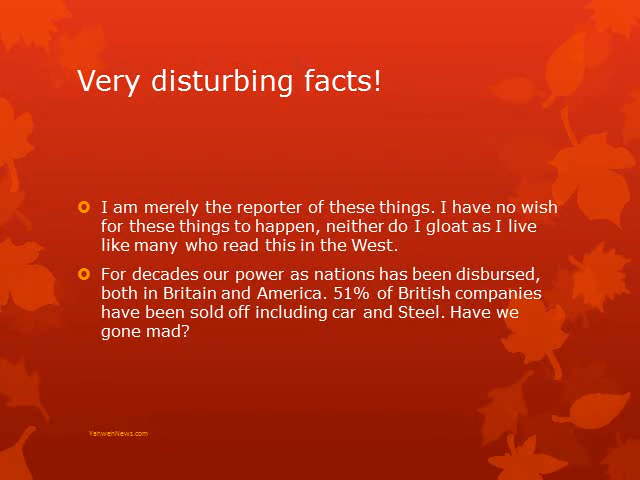 Very disturbing facts!
I am merely the reporter of these things. I have no wish
for these things to happen, neither do I gloat as I live
like many who read this in the West.
For decades our power as nations has been disbursed,
both in Britain and America. 51% of British companies
have been sold off including car and Steel. Have we
gone mad?
YahwehNews.com